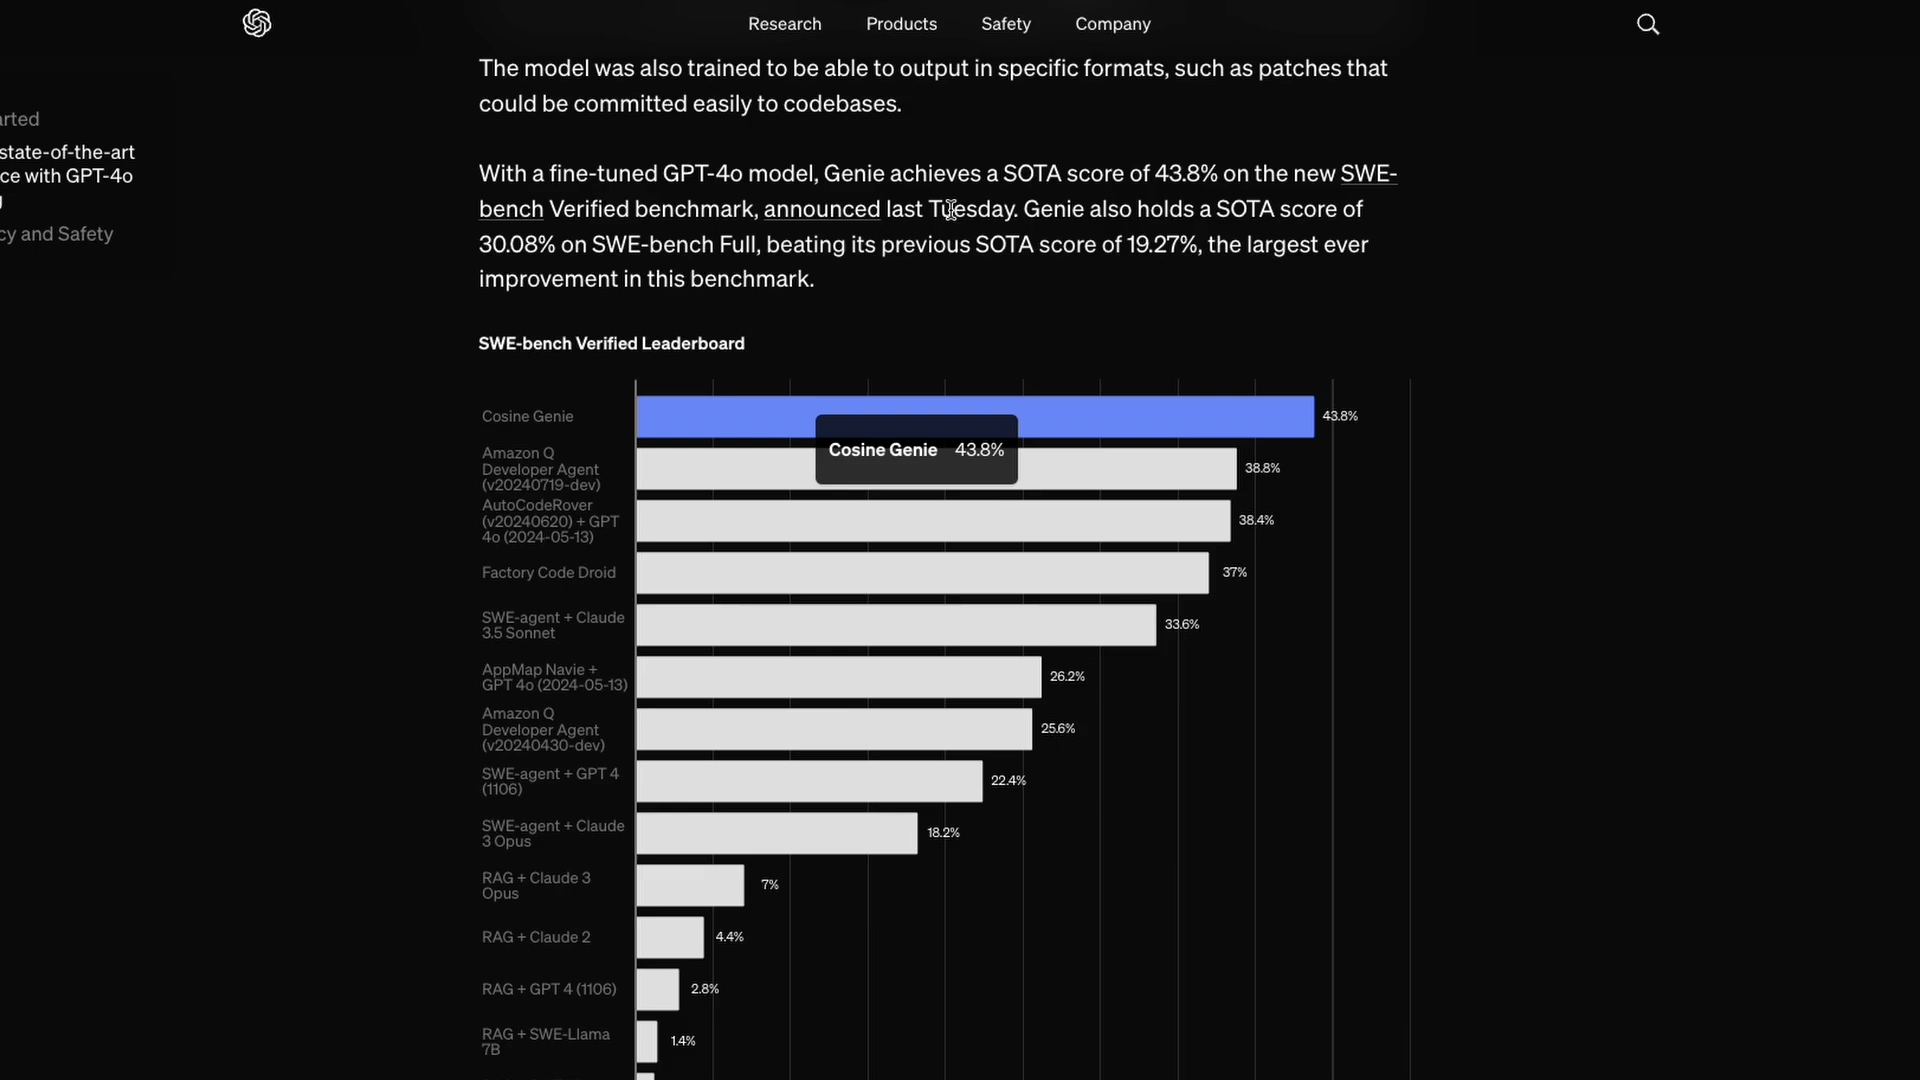 Research Products Safety Company
The model was also trained to be able to output in specific formats, such as patches that
could be committed easily to codebases.
arted
state-of-the-art
ce with GPT-4o
g
cy and Safety
With a fine-tuned GPT-4o model, Genie achieves a SOTA score of 43.8% on the new SWE-
bench Verified benchmark, announced last Tuesday. Genie also holds a SOTA score of
30.08% on SWE-bench Full, beating its previous SOTA score of 19.27%, the largest ever
improvement in this benchmark.
SWE-bench Verified Leaderboard
Cosine Genie
43.8%
Cosine Genie 43.8%
Amazon Q
Developer Agent
(v20240719-dev)
38.8%
AutoCodeRover
(v20240620) + GPT
4o (2024-05-13)
38.4%
Factory Code Droid
37%
SWE-agent + Claude
3.5 Sonnet
33.6%
AppMap Navie +
GPT 4o (2024-05-13)
26.2%
Amazon Q
Developer Agent
(v20240430-dev)
25.6%
SWE-agent + GPT 4
(1106)
22.4%
SWE-agent + Claude
3 Opus
18.2%
RAG + Claude 3
Opus
7%
RAG + Claude 2
4.4%
RAG + GPT 4 (1106)
2.8%
RAG + SWE-Llama
7B
1.4%